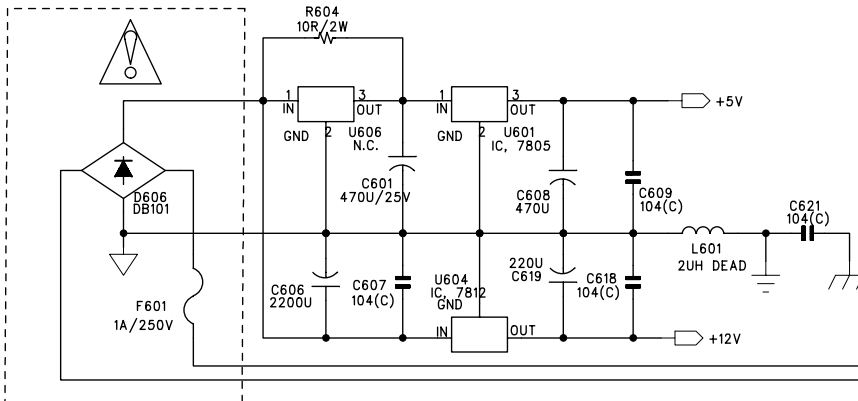 R604
10R/2W
1
3
IN
OUT
GND
2
U606
N.C.
1
3
IN
OUT
GND
2
U601
IC, 7805
+5V
C601
470U/25V
C608
470U
C609
104(C)
D606
DB101
C621
104(C)
L601
2UH DEAD
C606
2200U
C607
104(C)
U604
IC, 7812
GND
220U
C619
C618
104(C)
F601
1A/250V
IN
OUT
+12V